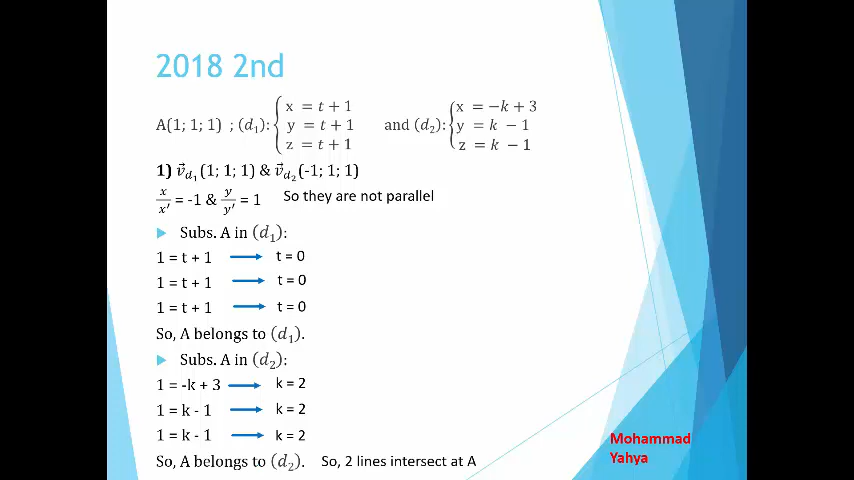 2018 2nd
A(1; 1; 1) ; (d₁): { x = t + 1
y = t + 1
z = t + 1
and (d₂): { x = −k + 3
y = k − 1
z = k − 1
1) v⃗d₁(1; 1; 1) & v⃗d₂(-1; 1; 1)
x/x′ = -1 & y/y′ = 1 So they are not parallel
Subs. A in (d₁):
1 = t + 1 → t = 0
1 = t + 1 → t = 0
1 = t + 1 → t = 0
So, A belongs to (d₁).
Subs. A in (d₂):
1 = -k + 3 → k = 2
1 = k - 1 → k = 2
1 = k - 1 → k = 2
So, A belongs to (d₂). So, 2 lines intersect at A
Mohammad
Yahya